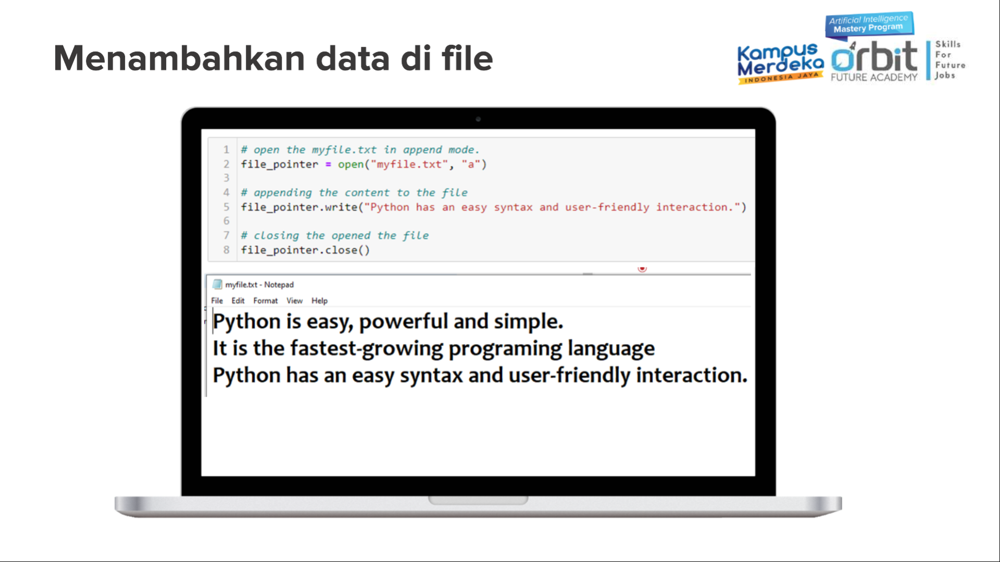 Menambahkan data di file
Artificial Intelligence
Mastery Program
Kampus
Merdeka
INDONESIA JAYA
orbit
FUTURE ACADEMY
Skills
For
Future
Jobs
1 # open the myfile.txt in append mode.
2 file_pointer = open("myfile.txt", "a")
3
4 # appending the content to the file
5 file_pointer.write("Python has an easy syntax and user-friendly interaction.")
6
7 # closing the opened the file
8 file_pointer.close()
myfile.txt - Notepad
File Edit Format View Help
Python is easy, powerful and simple.
It is the fastest-growing programing language
Python has an easy syntax and user-friendly interaction.